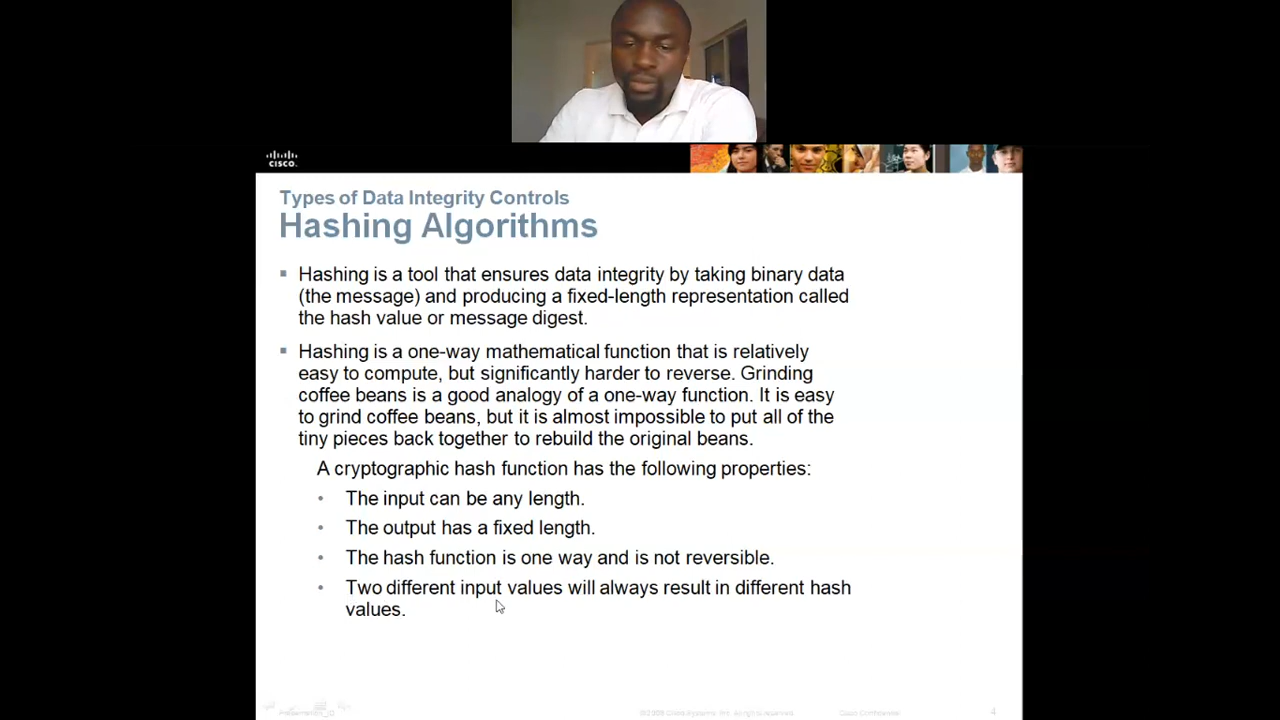 CISCO
Types of Data Integrity Controls
Hashing Algorithms
Hashing is a tool that ensures data integrity by taking binary data
(the message) and producing a fixed-length representation called
the hash value or message digest.
Hashing is a one-way mathematical function that is relatively
easy to compute, but significantly harder to reverse. Grinding
coffee beans is a good analogy of a one-way function. It is easy
to grind coffee beans, but it is almost impossible to put all of the
tiny pieces back together to rebuild the original beans.
A cryptographic hash function has the following properties:
• The input can be any length.
• The output has a fixed length.
• The hash function is one way and is not reversible.
• Two different input values will always result in different hash
values.
Cisco Confidential
4